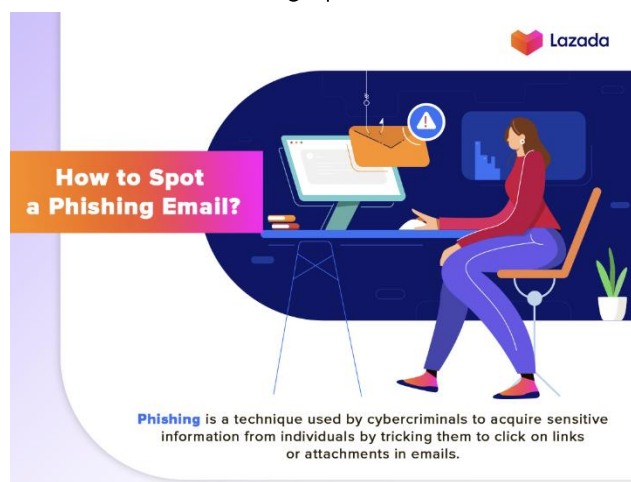 Lazada
How to Spot
a Phishing Email?
Phishing is a technique used by cybercriminals to acquire sensitive
information from individuals by tricking them to click on links
or attachments in emails.